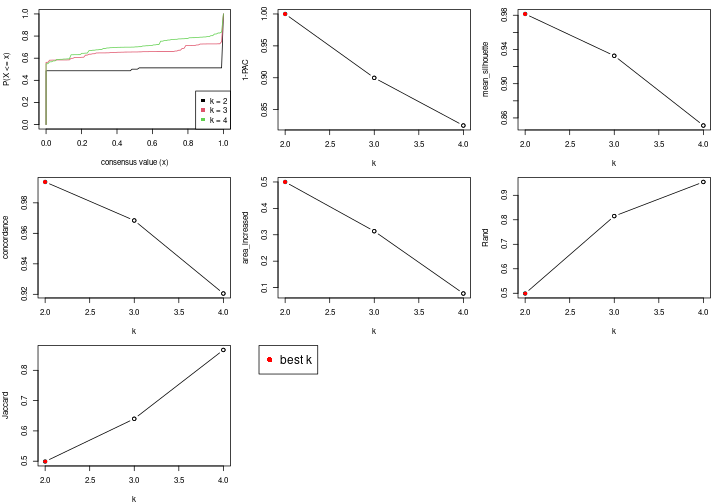 P(X <= x)
0.0 0.2 0.4 0.6 0.8 1.0
k = 2
k = 3
k = 4
0.0 0.2 0.4 0.6 0.8 1.0
consensus value (x)
1-PAC
0.85 0.90 0.95 1.00
2.0 2.5 3.0 3.5 4.0
k
mean_silhouette
0.86 0.90 0.94 0.98
2.0 2.5 3.0 3.5 4.0
k
concordance
0.92 0.94 0.96 0.98
2.0 2.5 3.0 3.5 4.0
k
area_increased
0.1 0.2 0.3 0.4 0.5
2.0 2.5 3.0 3.5 4.0
k
Rand
0.5 0.6 0.7 0.8 0.9
2.0 2.5 3.0 3.5 4.0
k
Jaccard
0.5 0.6 0.7 0.8
2.0 2.5 3.0 3.5 4.0
k
best k